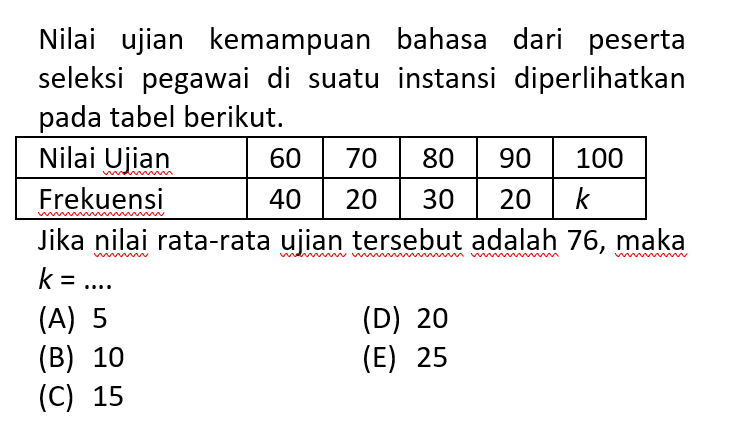 Nilai ujian kemampuan bahasa dari peserta
seleksi pegawai di suatu instansi diperlihatkan
pada tabel berikut.
Nilai Ujian 60 70 80 90 100
Frekuensi 40 20 30 20 k
Jika nilai rata-rata ujian tersebut adalah 76, maka
k = ....
(A) 5 (D) 20
(B) 10 (E) 25
(C) 15